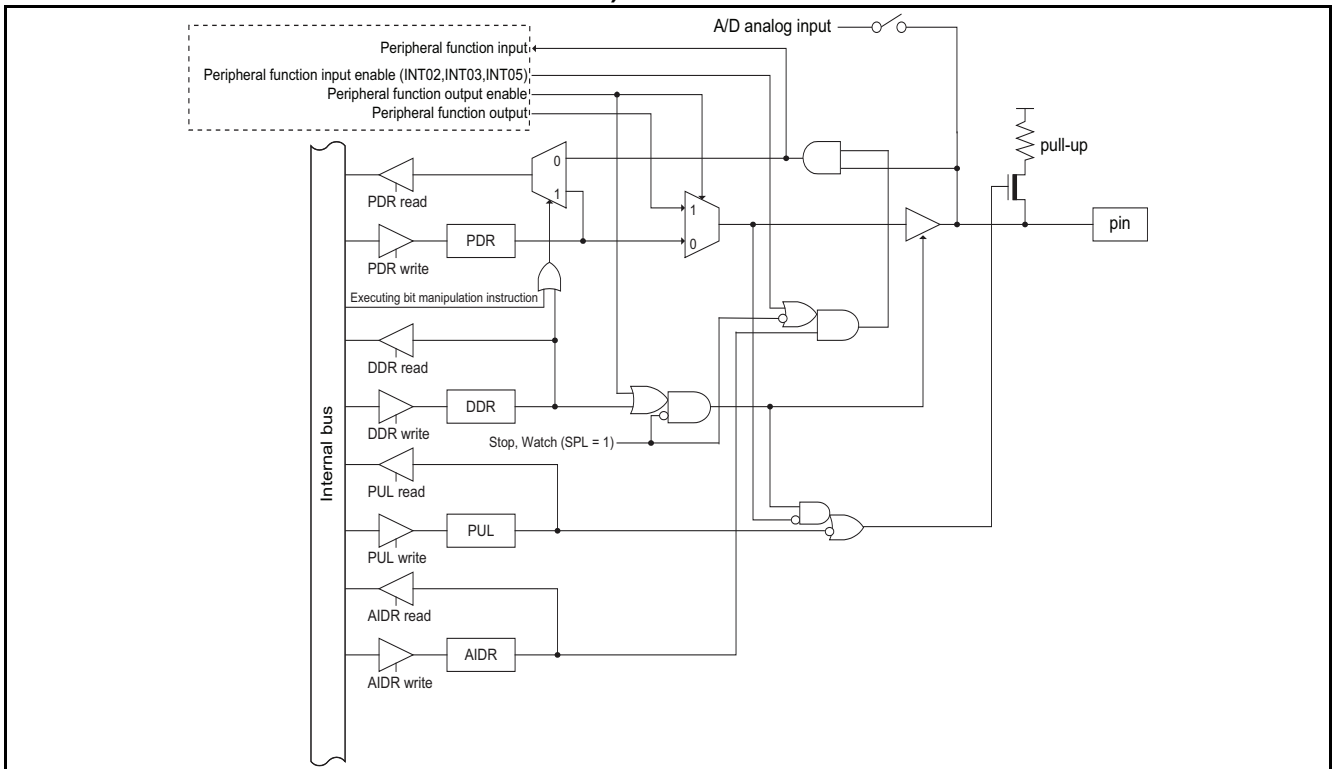 A/D analog input
Peripheral function input
Peripheral function input enable (INT02,INT03,INT05)
Peripheral function output enable
Peripheral function output
pull-up
0
1
PDR read
1
0
pin
PDR
PDR write
Executing bit manipulation instruction
DDR read
DDR
DDR write
Stop, Watch (SPL = 1)
Internal bus
PUL read
PUL
PUL write
AIDR read
AIDR
AIDR write